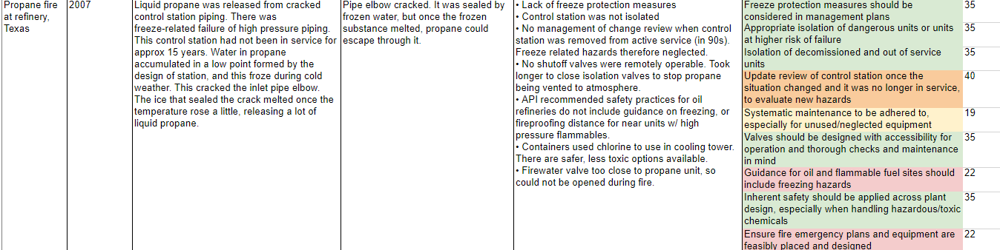 Propane fire
at refinery,
Texas
2007
Liquid propane was released from cracked
control station piping. There was
freeze-related failure of high pressure piping.
This control station had not been in service for
approx 15 years. Water in propane
accumulated in a low point formed by the
design of station, and this froze during cold
weather. This cracked the inlet pipe elbow.
The ice that sealed the crack melted once the
temperature rose a little, releasing a lot of
liquid propane.
Pipe elbow cracked. It was sealed by
frozen water, but once the frozen
substance melted, propane could
escape through it.
• Lack of freeze protection measures
• Control station was not isolated
• No management of change review when control
station was removed from active service (in 90s).
Freeze related hazards therefore neglected.
• No shutoff valves were remotely operable. Took
longer to close isolation valves to stop propane
being vented to atmosphere.
• API recommended safety practices for oil
refineries do not include guidance on freezing, or
fireproofing distance for near units w/ high
pressure flammables.
• Containers used chlorine to use in cooling tower.
There are safer, less toxic options available.
• Firewater valve too close to propane unit, so
could not be opened during fire.
Freeze protection measures should be
considered in management plans
35
Appropriate isolation of dangerous units or units
at higher risk of failure
35
Isolation of decomissioned and out of service
units
35
Update review of control station once the
situation changed and it was no longer in service,
to evaluate new hazards
40
Systematic maintenance to be adhered to,
especially for unused/neglected equipment
19
Valves should be designed with accessibility for
operation and thorough checks and maintenance
in mind
35
Guidance for oil and flammable fuel sites should
include freezing hazards
22
Inherent safety should be applied across plant
design, especially when handling hazardous/toxic
chemicals
35
Ensure fire emergency plans and equipment are
feasibly placed and designed
22